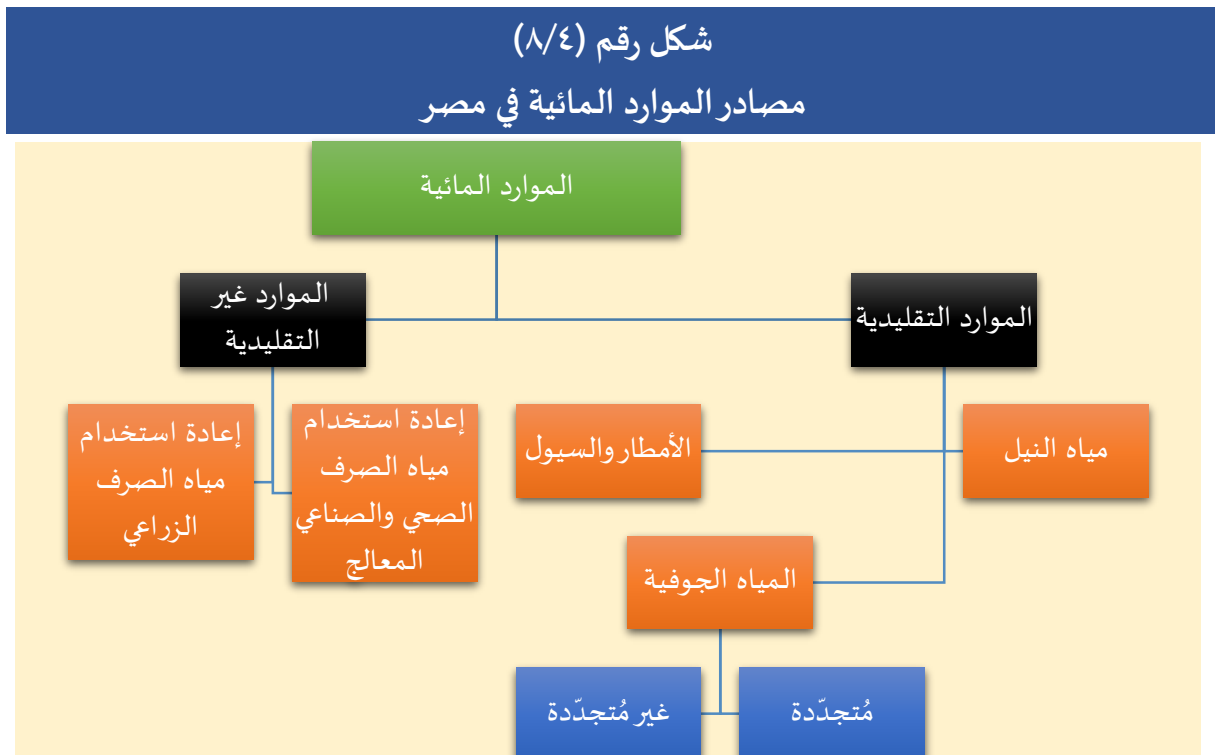 شكل رقم (٨/٤)
مصادر الموارد المائية في مصر
الموارد المائية
الموارد التقليدية
الموارد غير
التقليدية
مياه النيل
الأمطار والسيول
إعادة استخدام
مياه الصرف
الصحي والصناعي
المعالج
إعادة استخدام
مياه الصرف
الزراعي
المياه الجوفية
مُتجدّدة
غير مُتجدّدة